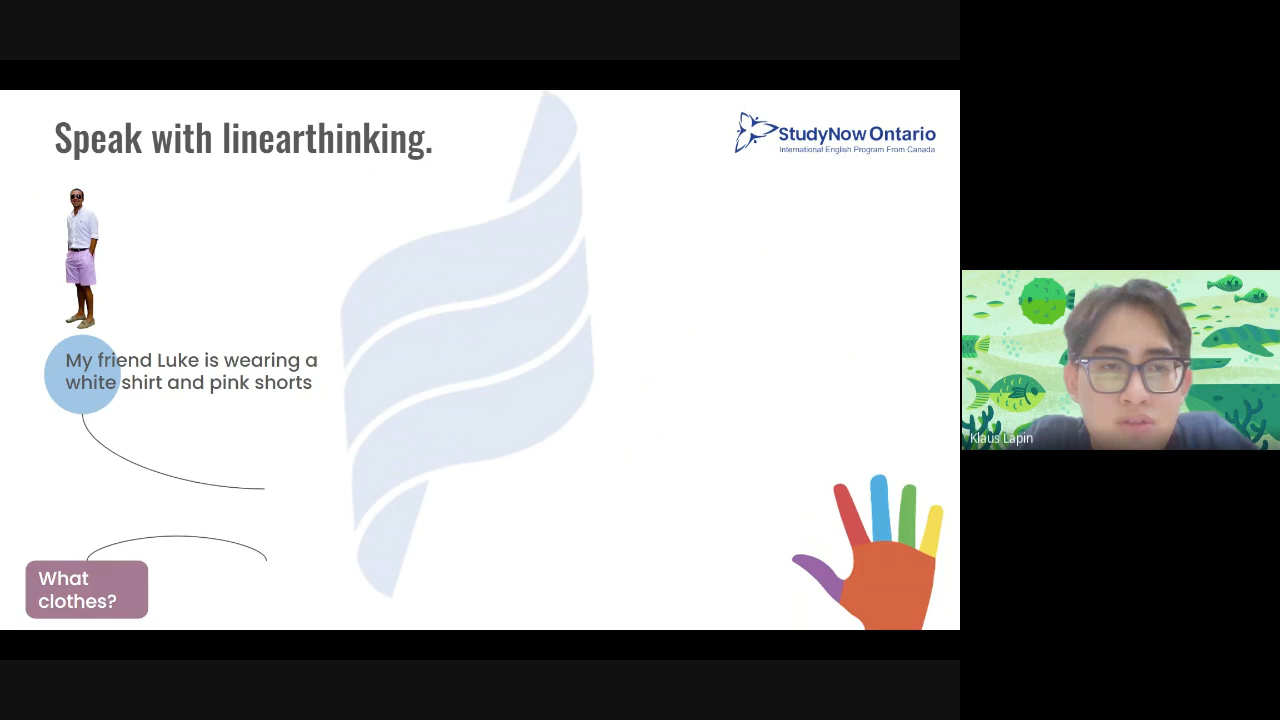 Speak with linearthinking.
StudyNow Ontario
International English Program From Canada
My friend Luke is wearing a
white shirt and pink shorts
Klaus Lapin
What
clothes?